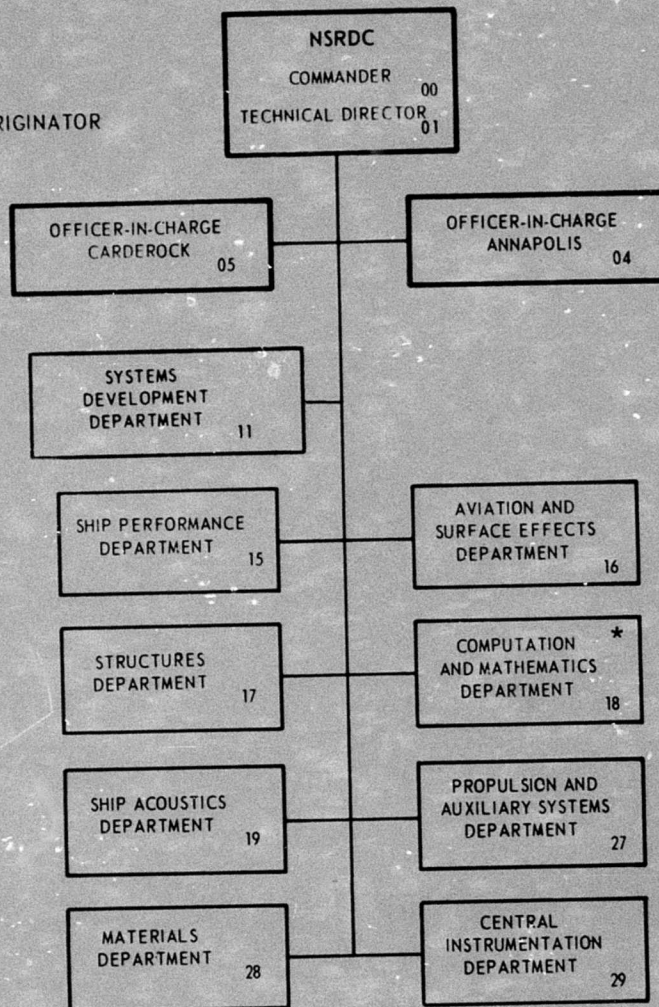 NSRDC
COMMANDER 00
TECHNICAL DIRECTOR 01
RIGINATOR
OFFICER-IN-CHARGE
CARDEROCK 05
OFFICER-IN-CHARGE
ANNAPOLIS 04
SYSTEMS
DEVELOPMENT
DEPARTMENT 11
SHIP PERFORMANCE
DEPARTMENT 15
AVIATION AND
SURFACE EFFECTS
DEPARTMENT 16
STRUCTURES
DEPARTMENT 17
COMPUTATION *
AND MATHEMATICS
DEPARTMENT 18
SHIP ACOUSTICS
DEPARTMENT 19
PROPULSION AND
AUXILIARY SYSTEMS
DEPARTMENT 27
MATERIALS
DEPARTMENT 28
CENTRAL
INSTRUMENTATION
DEPARTMENT 29